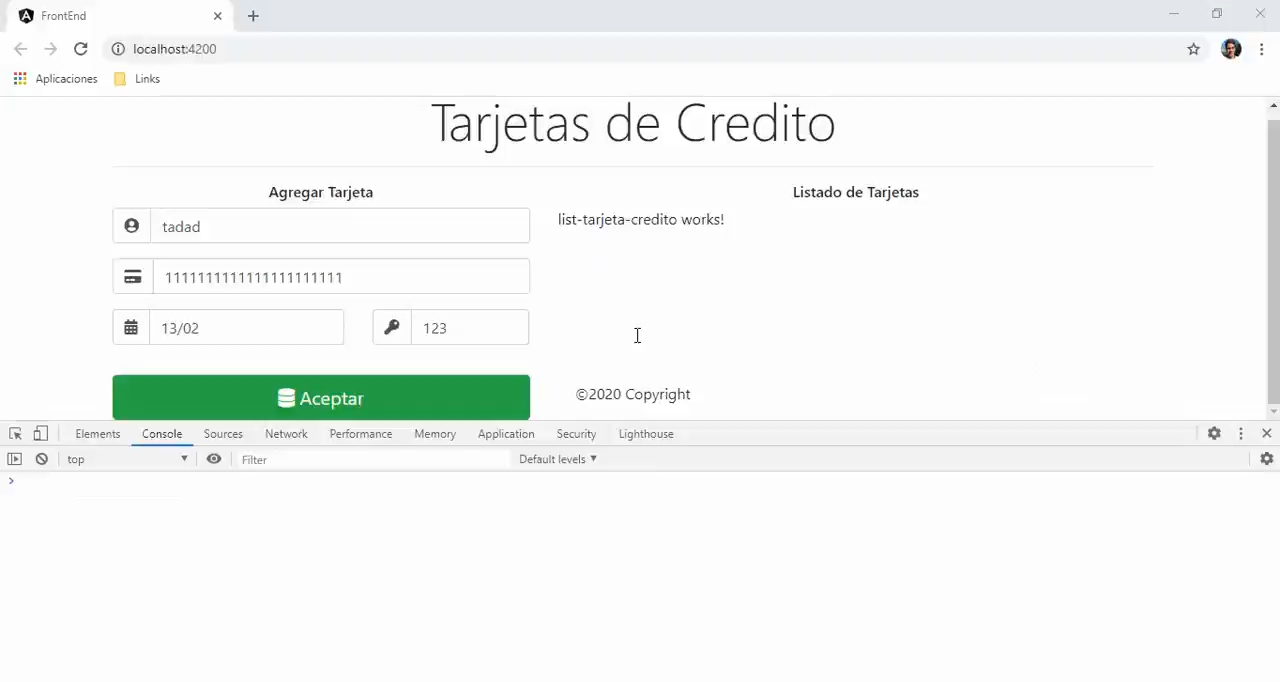 FrontEnd
localhost:4200
Aplicaciones Links
Tarjetas de Credito
Agregar Tarjeta
Listado de Tarjetas
tadad
list-tarjeta-credito works!
1111111111111111111111
13/02
123
Aceptar
©2020 Copyright
Elements Console Sources Network Performance Memory Application Security Lighthouse
top Filter Default levels